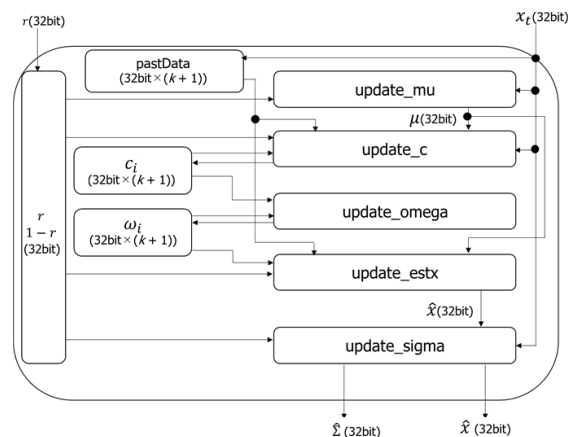 r(32bit)
x_t(32bit)
pastData
(32bit×(k+1))
update_mu
μ(32bit)
update_c
c_i
(32bit×(k+1))
update_omega
r
1−r
(32bit)
ω_i
(32bit×(k+1))
update_estx
x̂(32bit)
update_sigma
Σ̂ (32bit)
x̂ (32bit)